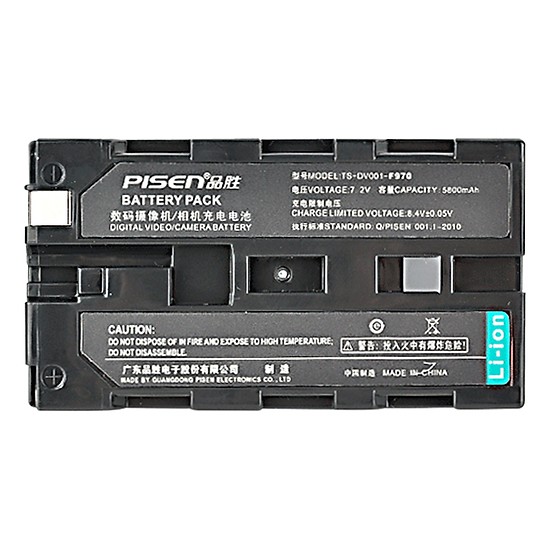 PISEN 品胜
BATTERY PACK
数码摄像机/相机充电电池
DIGITAL VIDEO/CAMERA BATTERY
型号MODEL:TS-DV001-F970
电压VOLTAGE:7.2V 容量CAPACITY:5800mAh
充电限制电压
CHARGE LIMITED VOLTAGE:8.4V±0.05V
执行标准STANDARD: Q/PISEN 001.1-2010
CAUTION:
DO NOT DISPOSE OF IN FIRE AND EXPOSE TO HIGH TEMPERATURE;
DO NOT DISASSEMBLE OR SHORT CIRCUIT!
广东品胜电子股份有限公司 制 造
MADE BY GUANGDONG PISEN ELECTRONICS CO., LTD.
警告:投入火中有爆炸危险!
中国制造 IN-CHINA
Li-ion